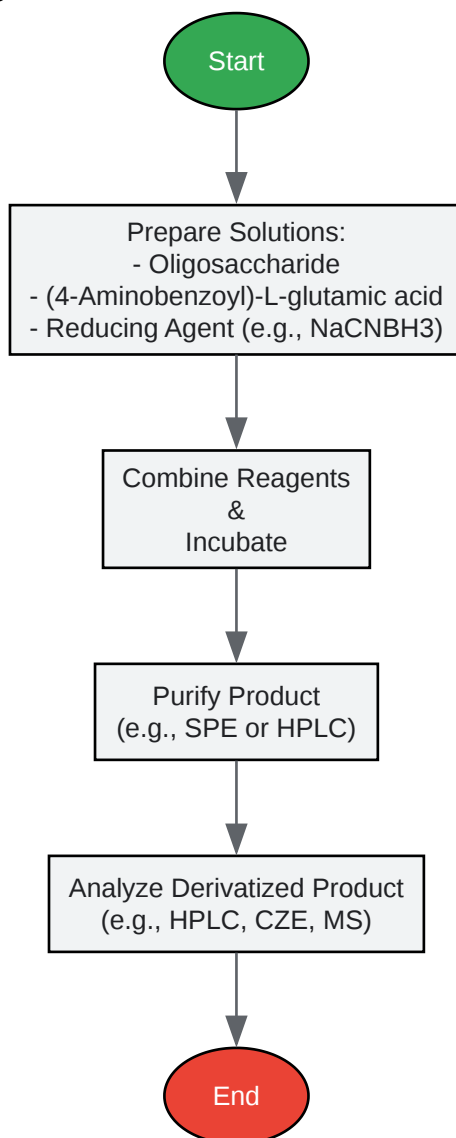 Start
Prepare Solutions:
- Oligosaccharide
- (4-Aminobenzoyl)-L-glutamic acid
- Reducing Agent (e.g., NaCNBH3)
Combine Reagents
&
Incubate
Purify Product
(e.g., SPE or HPLC)
Analyze Derivatized Product
(e.g., HPLC, CZE, MS)
End